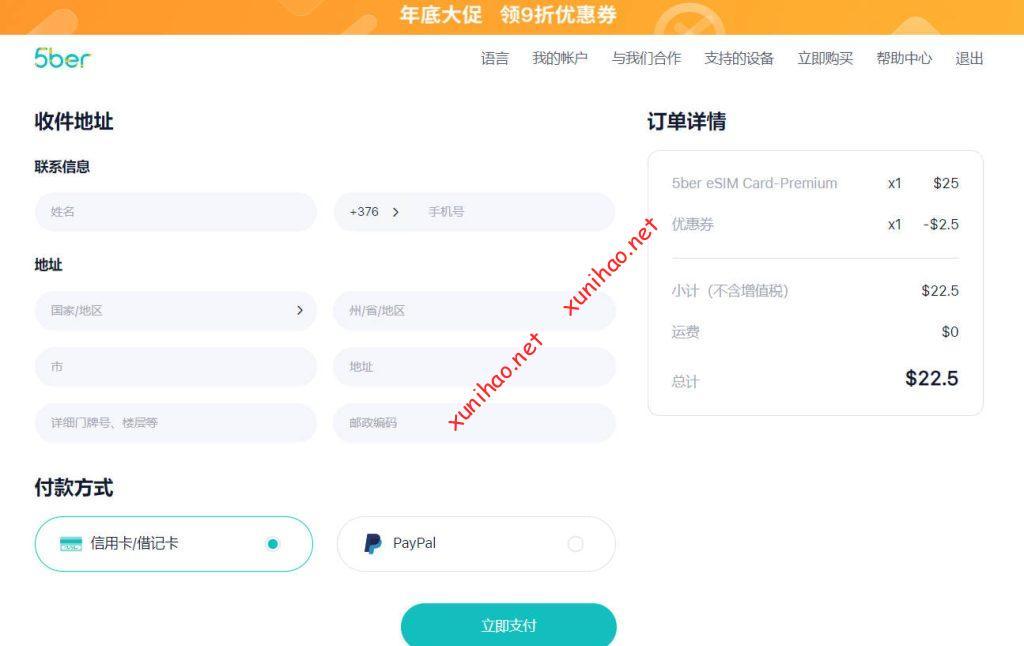 年底大促 领9折优惠券
5ber
语言 我的帐户 与我们合作 支持的设备 立即购买 帮助中心 退出
收件地址
联系信息
姓名
+376 手机号
地址
国家/地区
州/省/地区
市
地址
详细门牌号、楼层等
邮政编码
付款方式
信用卡/借记卡
PayPal
立即支付
订单详情
5ber eSIM Card-Premium x1 $25
优惠券 x1 -$2.5
小计（不含增值税） $22.5
运费 $0
总计 $22.5
xunihao.net
xunihao.net